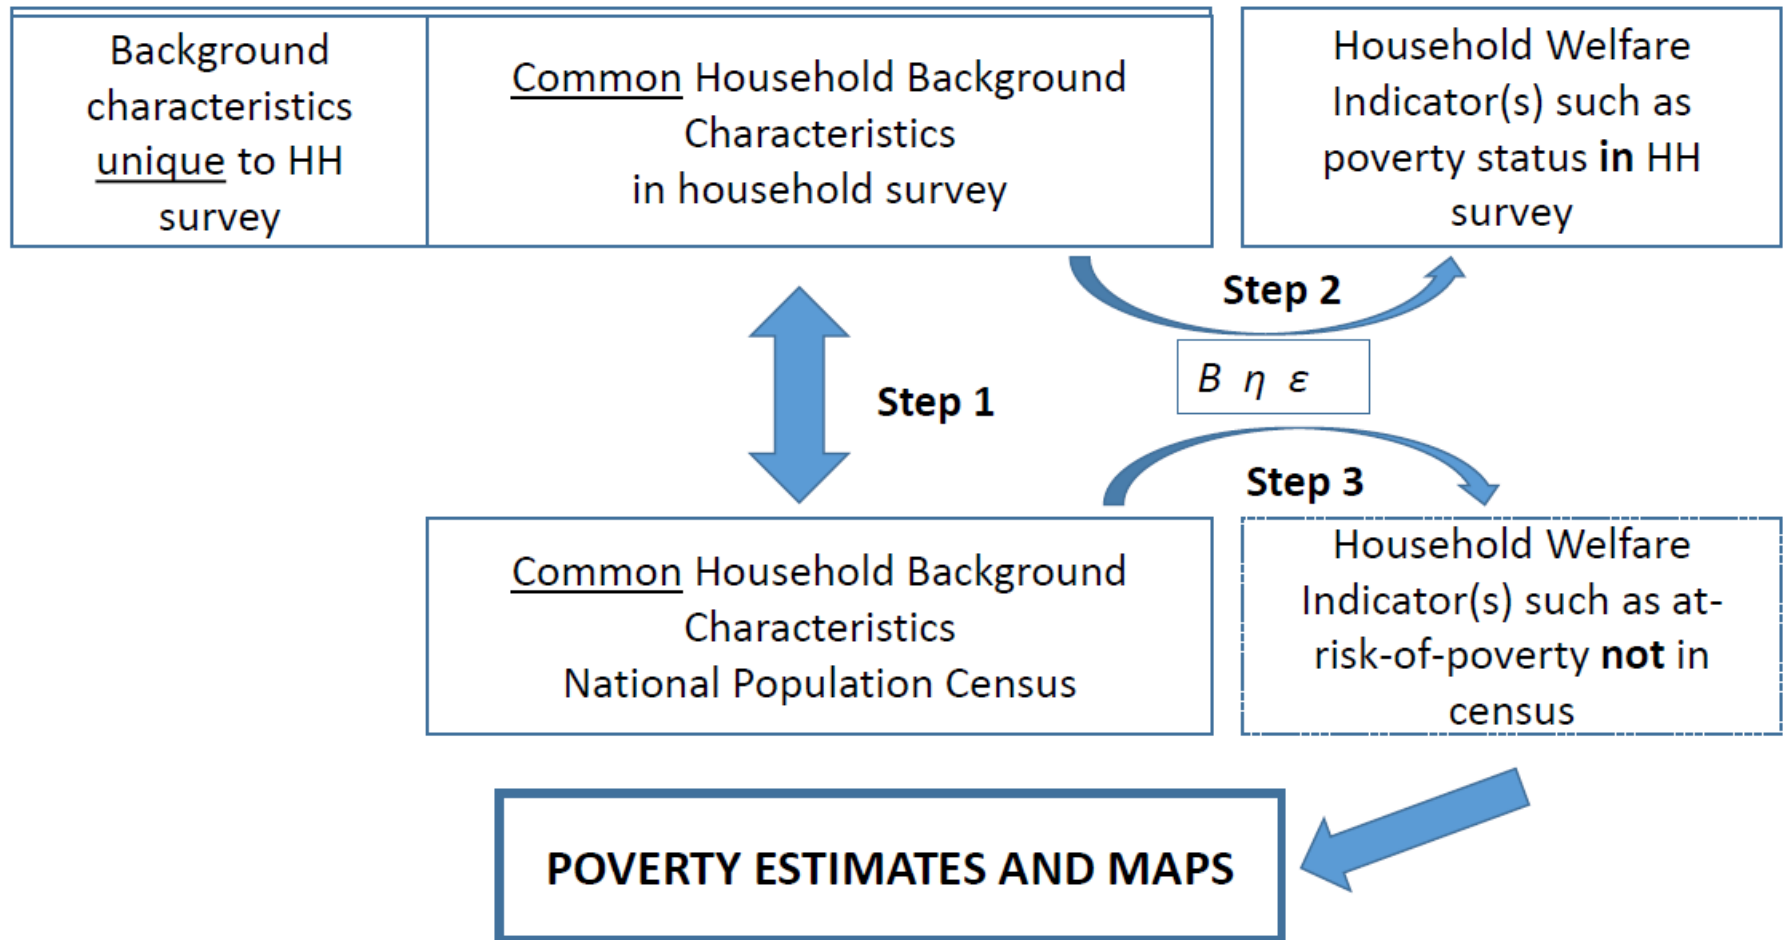 Background
characteristics
unique to HH
survey
Common Household Background
Characteristics
in household survey
Household Welfare
Indicator(s) such as
poverty status in HH
survey
Step 2
B η ε
Step 1
Step 3
Common Household Background
Characteristics
National Population Census
Household Welfare
Indicator(s) such as at-
risk-of-poverty not in
census
POVERTY ESTIMATES AND MAPS